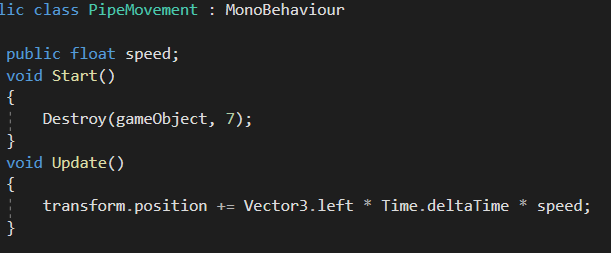 lic class PipeMovement : MonoBehaviour
public float speed;
void Start()
{
Destroy(gameObject, 7);
}
void Update()
{
transform.position += Vector3.left * Time.deltaTime * speed;
}